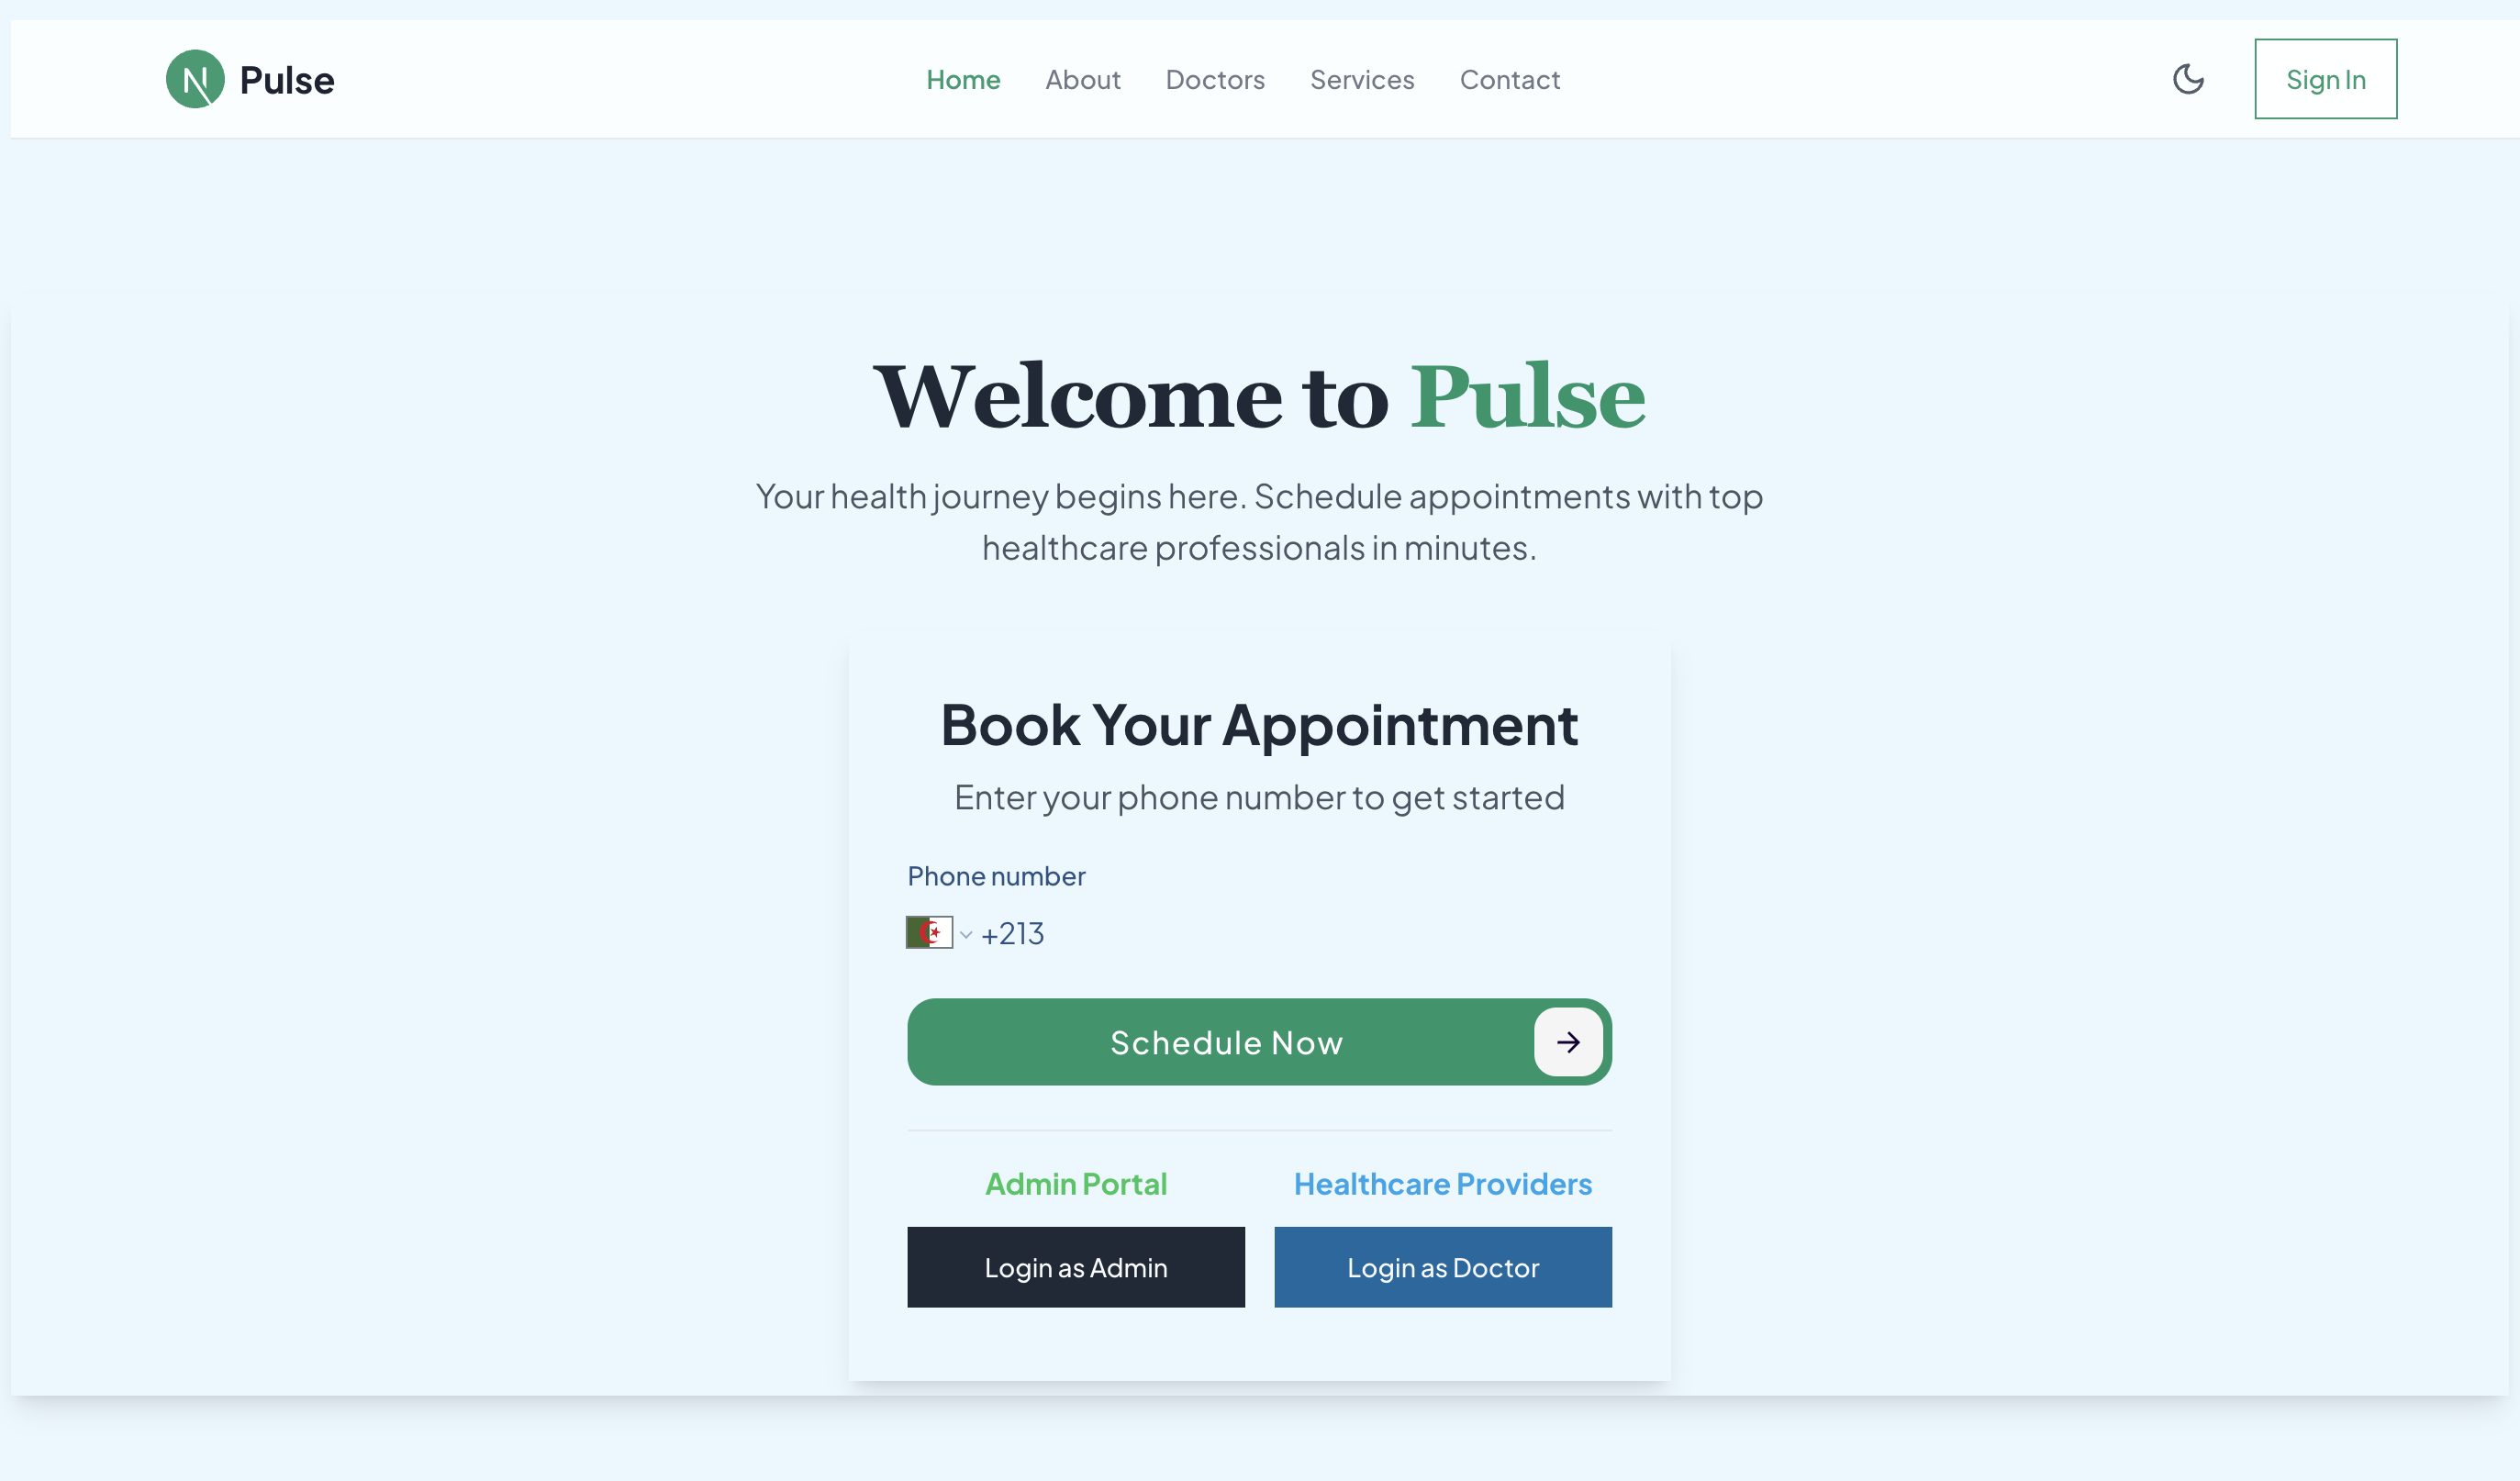 Pulse
Home
About
Doctors
Services
Contact
Sign In
Welcome to Pulse
Your health journey begins here. Schedule appointments with top
healthcare professionals in minutes.
Book Your Appointment
Enter your phone number to get started
Phone number
+213
Schedule Now
Admin Portal
Healthcare Providers
Login as Admin
Login as Doctor